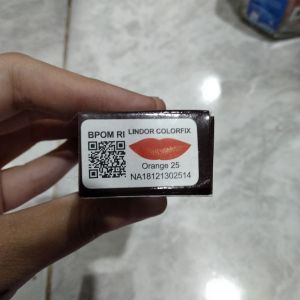 BPOM RI LINDOR COLORFIX
Orange 25
NA18121302514